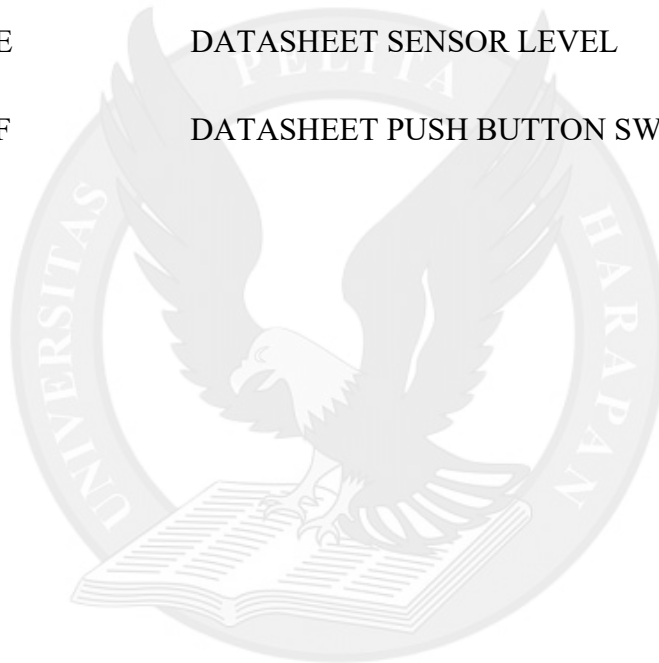 E DATASHEET SENSOR LEVEL
F DATASHEET PUSH BUTTON SW
UNIVERSITAS PELITA HARAPAN